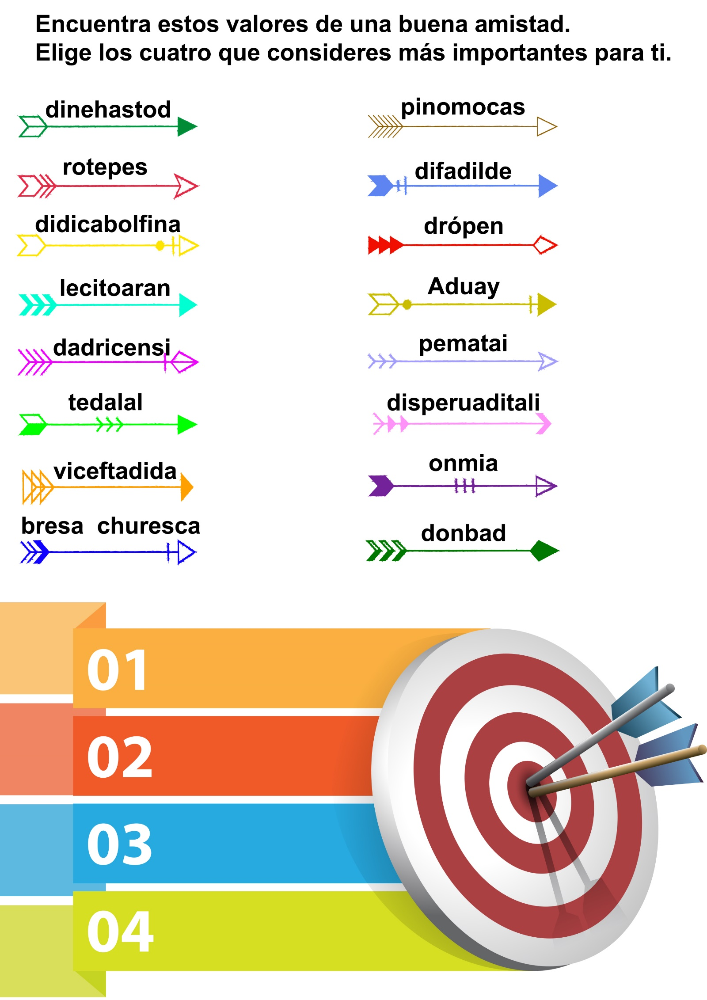 Encuentra estos valores de una buena amistad.
Elige los cuatro que consideres más importantes para ti.
dinehastod
pinomocas
rotepes
difadilde
didicabolfina
drópen
lecitoaran
Aduay
dadricensi
pematai
tedalal
disperuaditali
viceftadida
onmia
bresa churesca
donbad
01
02
03
04